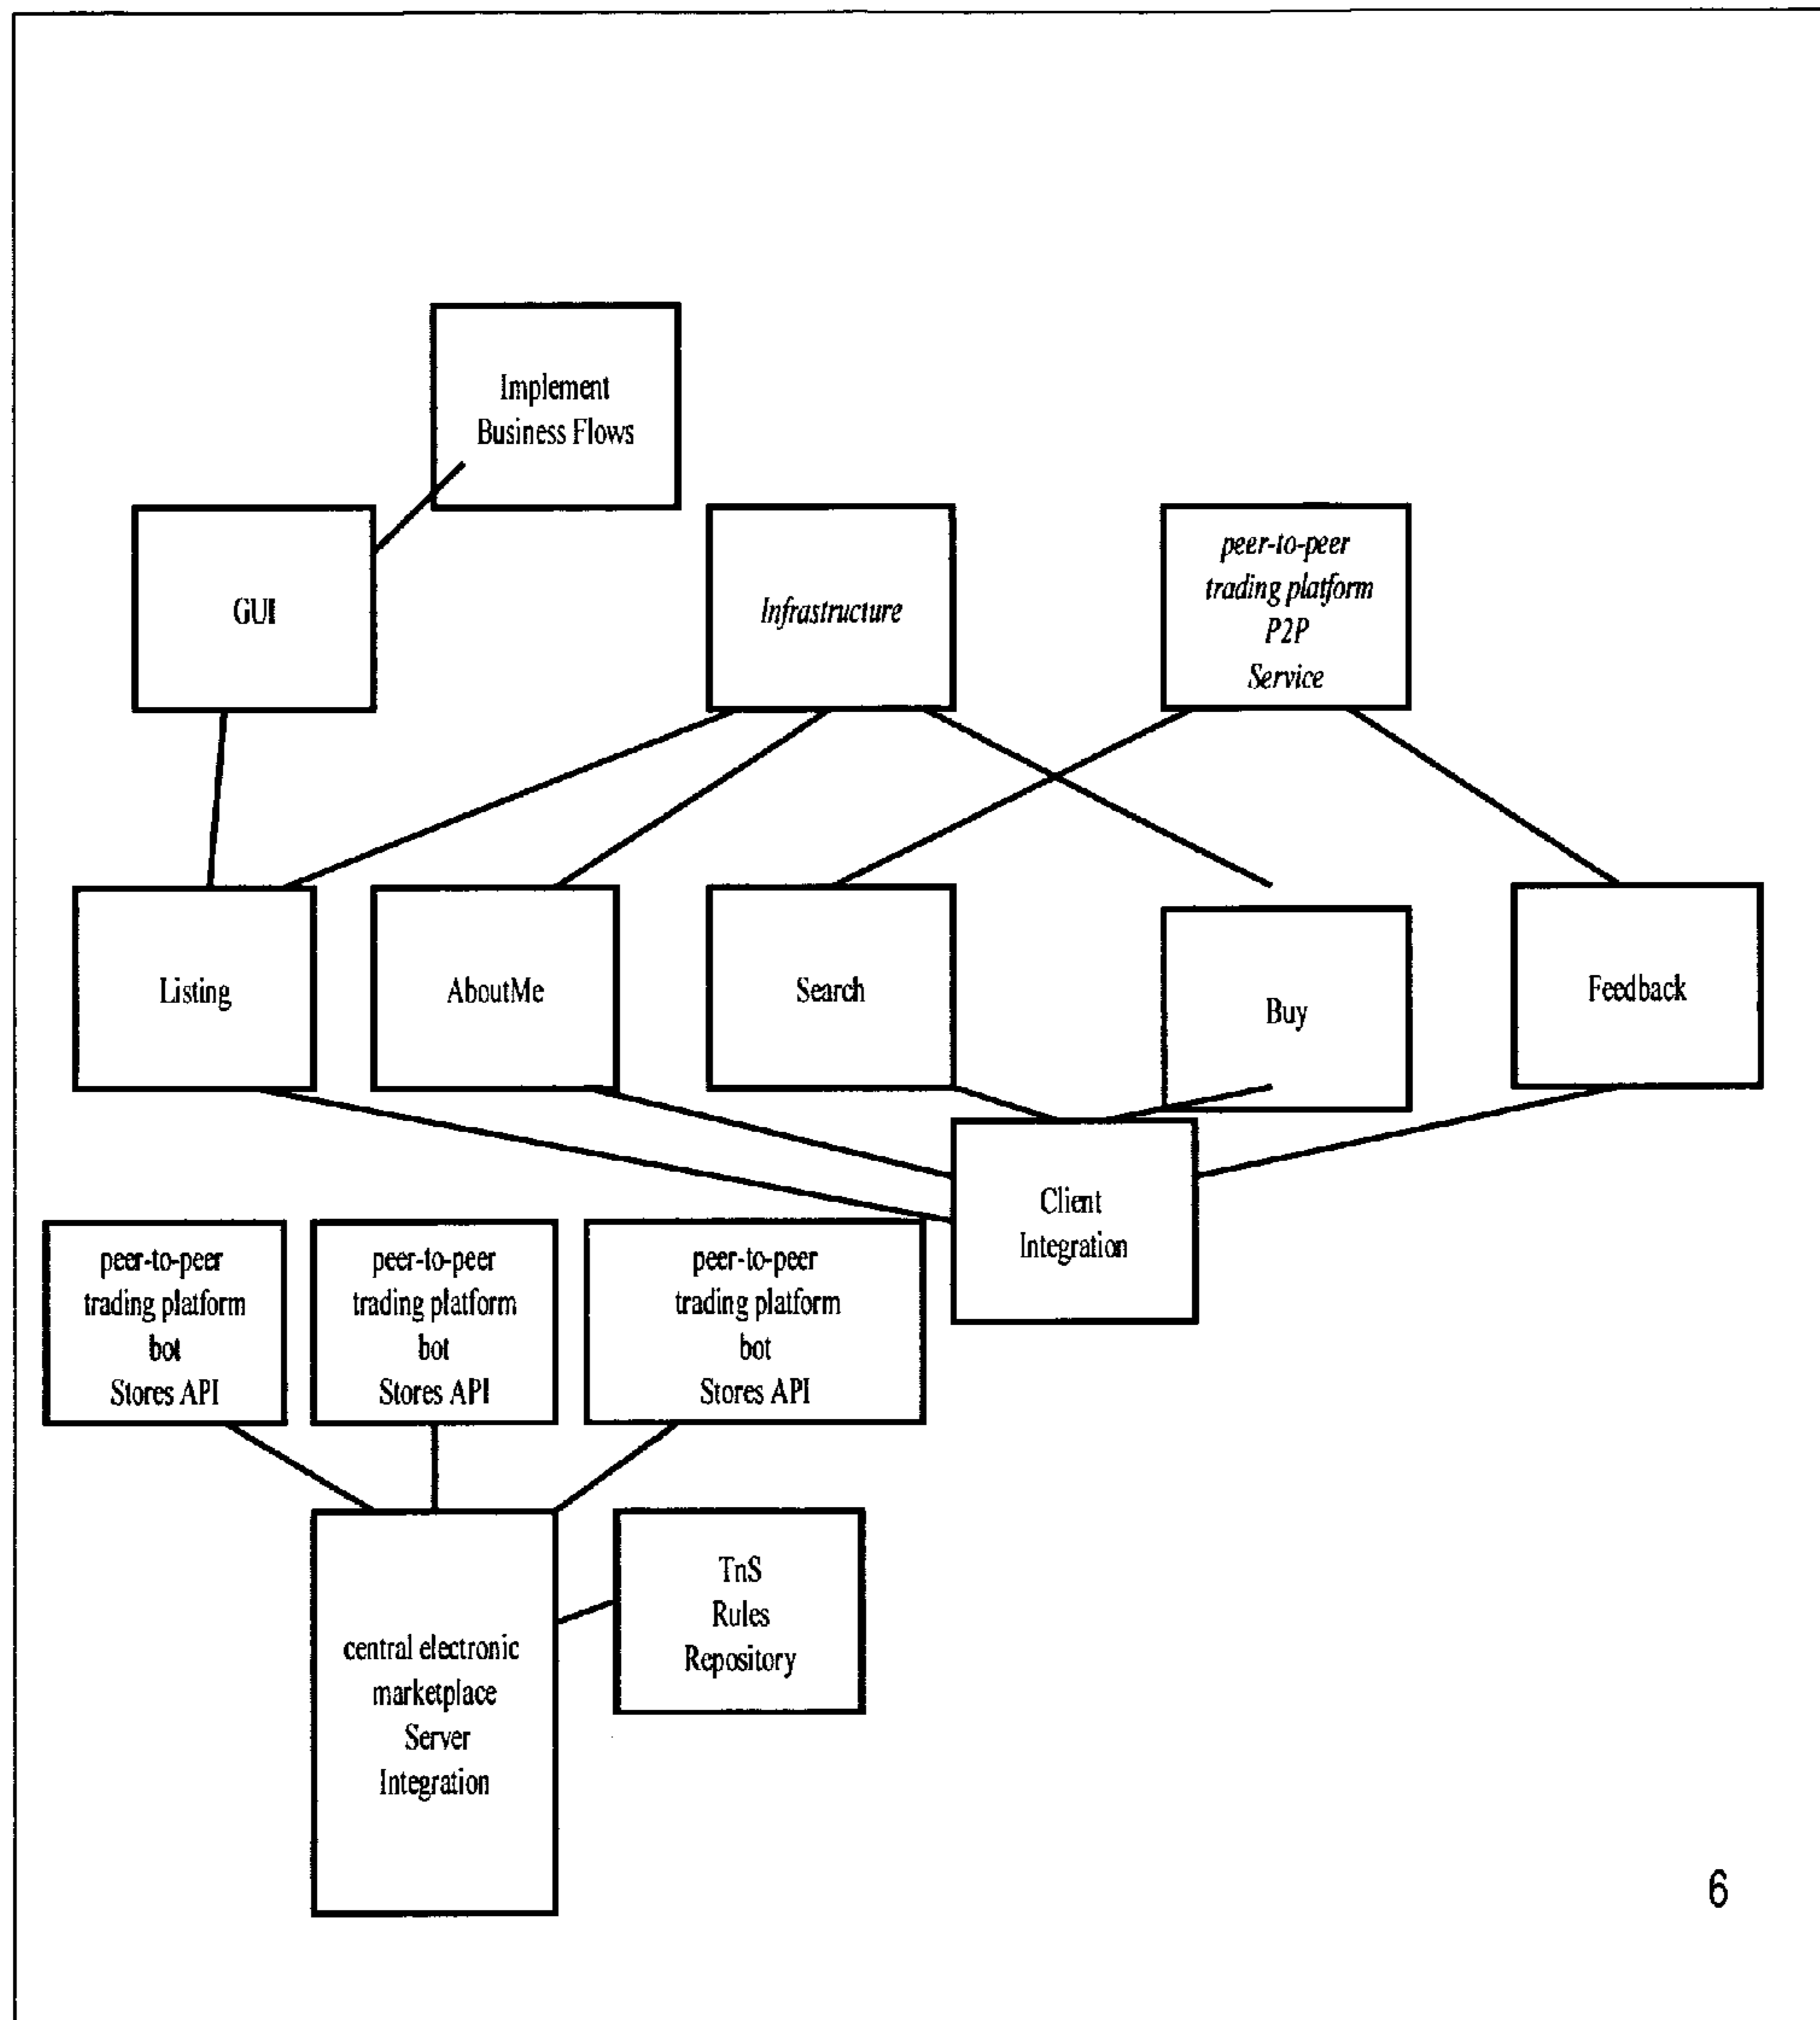 Implement
Business Flows
GUI
Infrastructure
peer-to-peer
trading platform
P2P
Service
Listing
AboutMe
Search
Buy
Feedback
Client
Integration
peer-to-peer
trading platform
bot
Stores API
peer-to-peer
trading platform
bot
Stores API
peer-to-peer
trading platform
bot
Stores API
central electronic
marketplace
Server
Integration
TnS
Rules
Repository
6